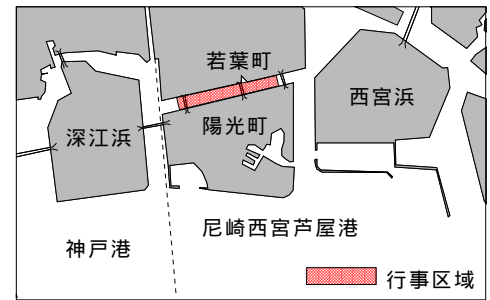 若葉町
西宮浜
陽光町
深江浜
尼崎西宮芦屋港
神戸港
行事区域